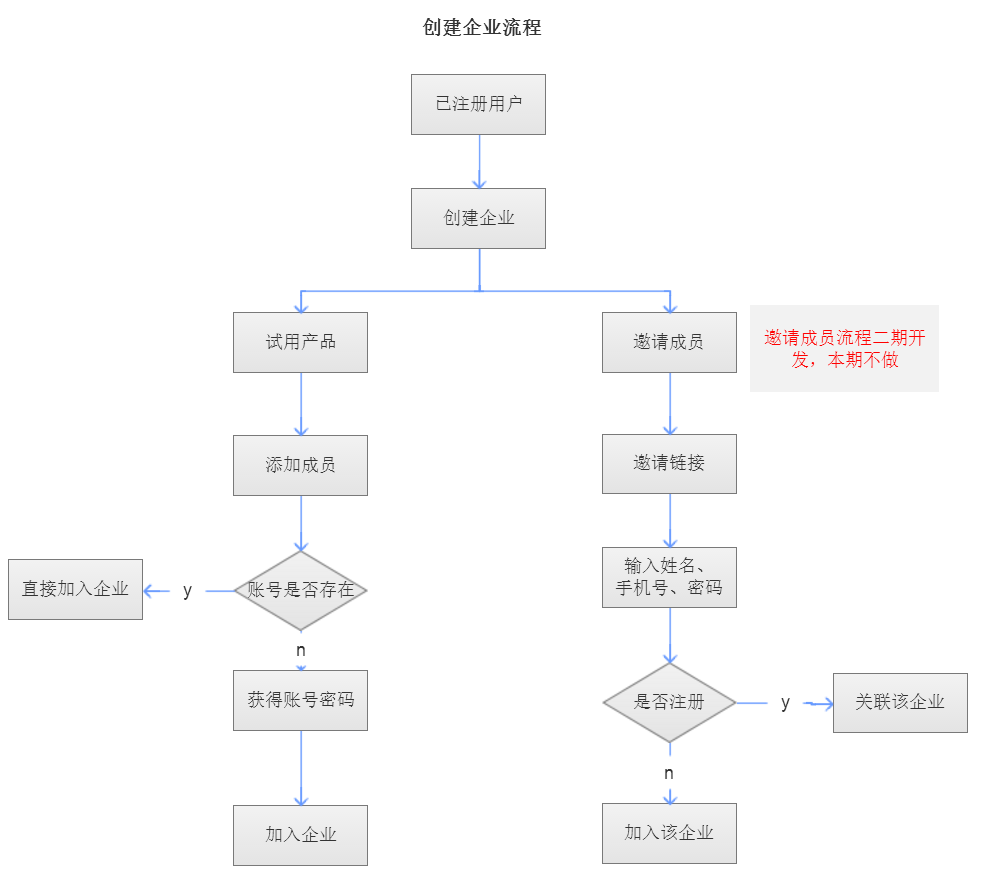 创建企业流程
已注册用户
创建企业
试用产品
邀请成员
邀请成员流程二期开
发，本期不做
添加成员
邀请链接
直接加入企业
y
账号是否存在
输入姓名、
手机号、密码
n
获得账号密码
是否注册
y
关联该企业
n
加入企业
加入该企业